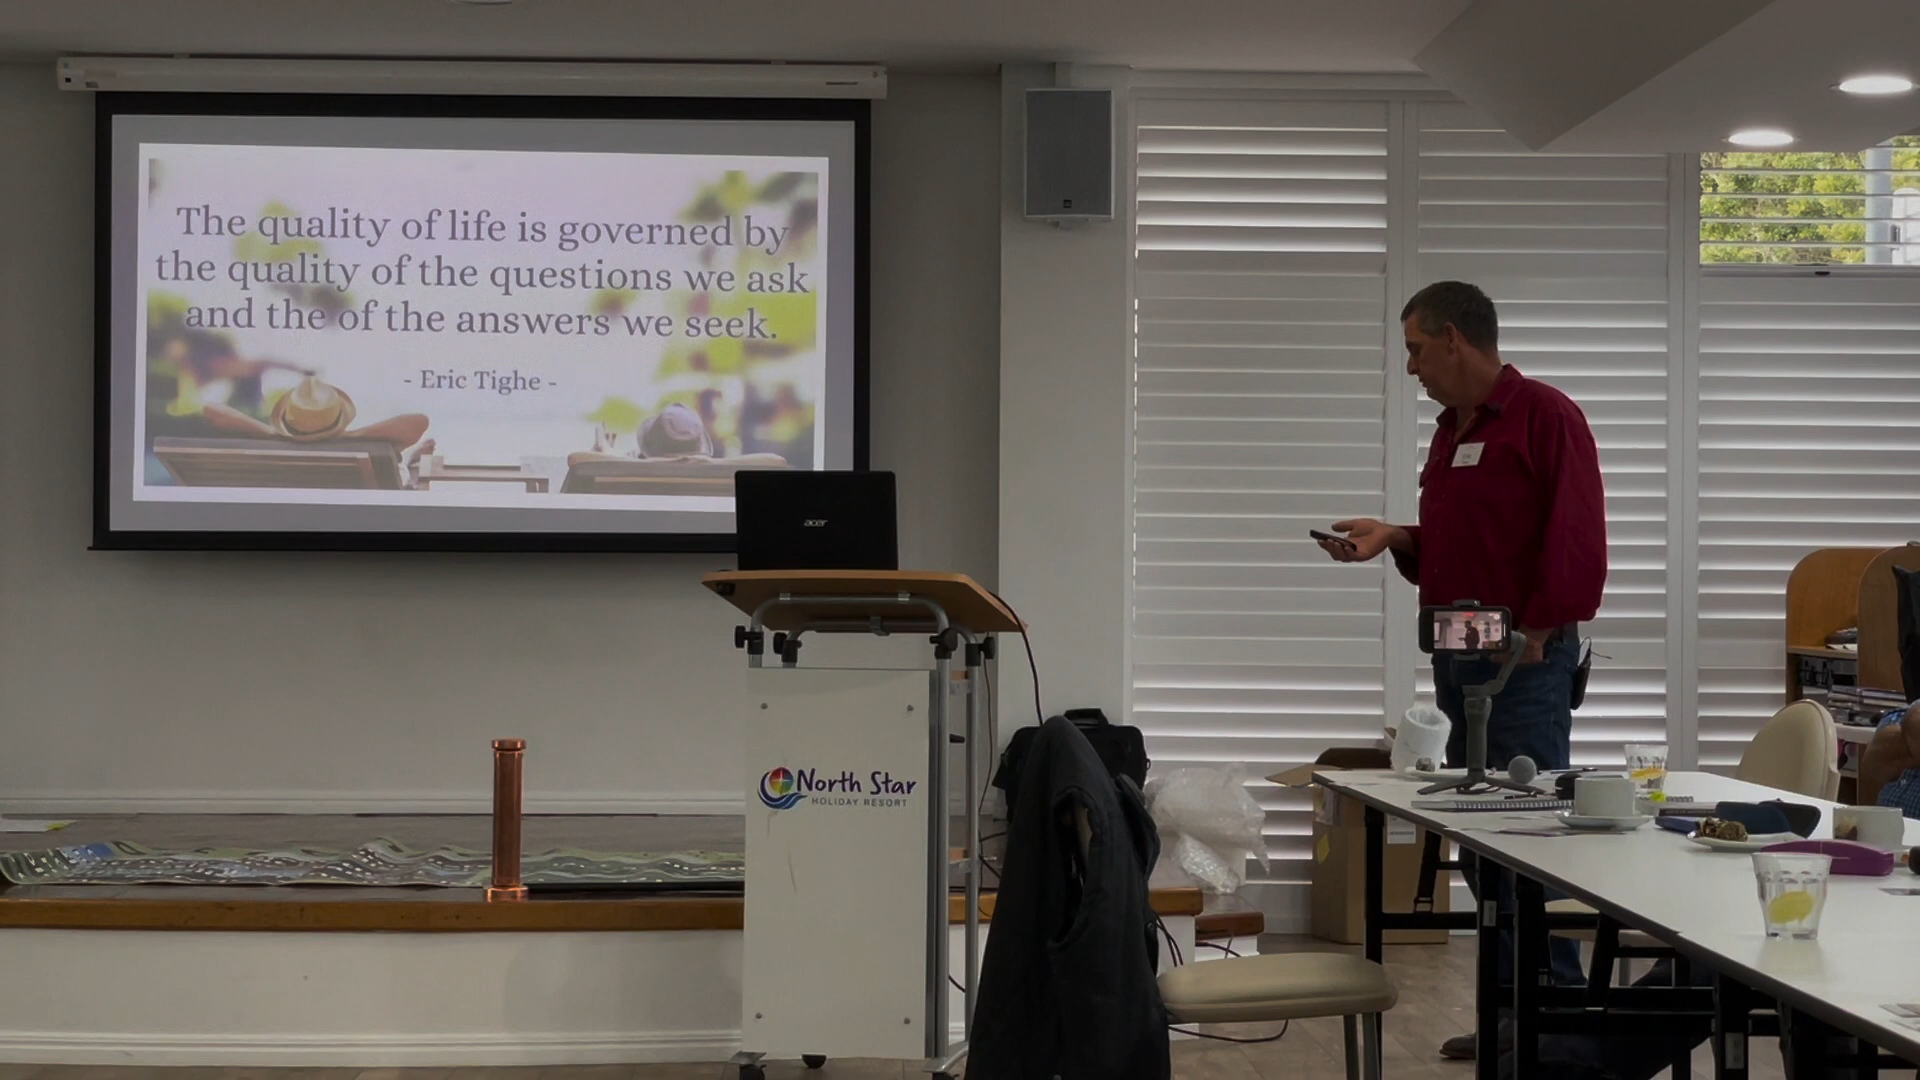 The quality of life is governed by
the quality of the questions we ask
and the of the answers we seek.
- Eric Tighe -
acer
North Star
HOLIDAY RESORT